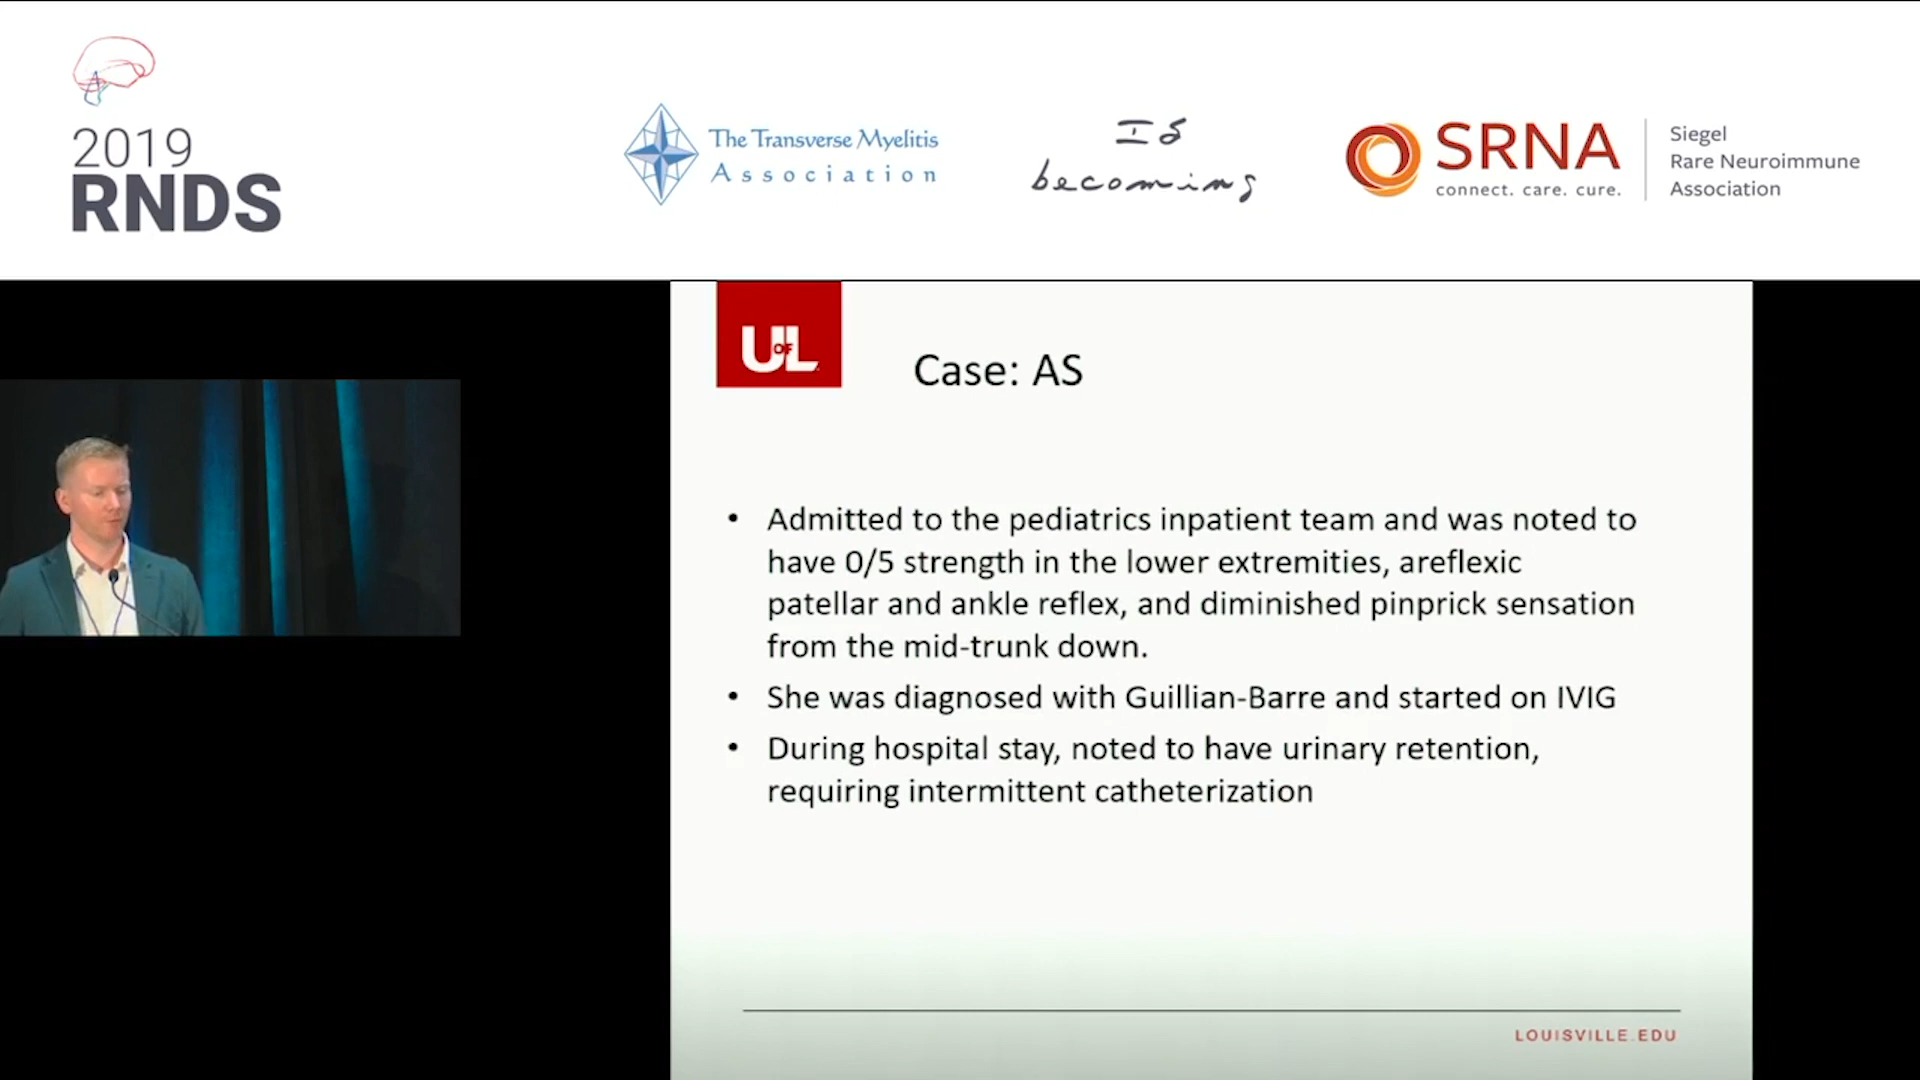 2019
RNDS
The Transverse Myelitis
Association
Is
becoming
SRNA
connect. care. cure.
Siegel
Rare Neuroimmune
Association
UofL
Case: AS
• Admitted to the pediatrics inpatient team and was noted to
have 0/5 strength in the lower extremities, areflexic
patellar and ankle reflex, and diminished pinprick sensation
from the mid-trunk down.
• She was diagnosed with Guillian-Barre and started on IVIG
• During hospital stay, noted to have urinary retention,
requiring intermittent catheterization
LOUISVILLE.EDU